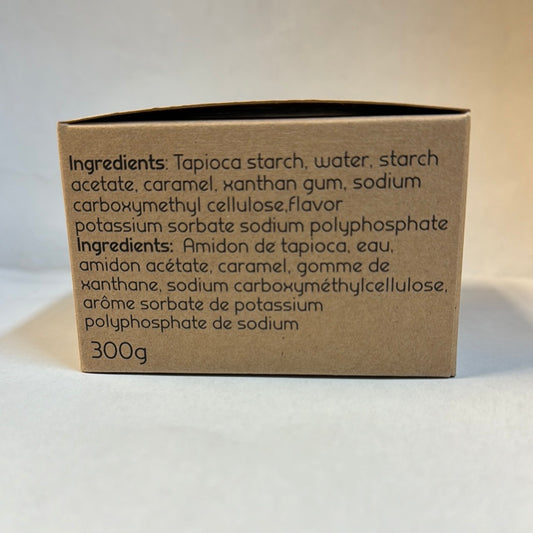 Ingredients: Tapioca starch, water, starch
acetate, caramel, xanthan gum, sodium
carboxymethyl cellulose,flavor
potassium sorbate sodium polyphosphate
Ingredients: Amidon de tapioca, eau,
amidon acétate, caramel, gomme de
xanthane, sodium carboxyméthylcellulose,
arôme sorbate de potassium
polyphosphate de sodium
300g